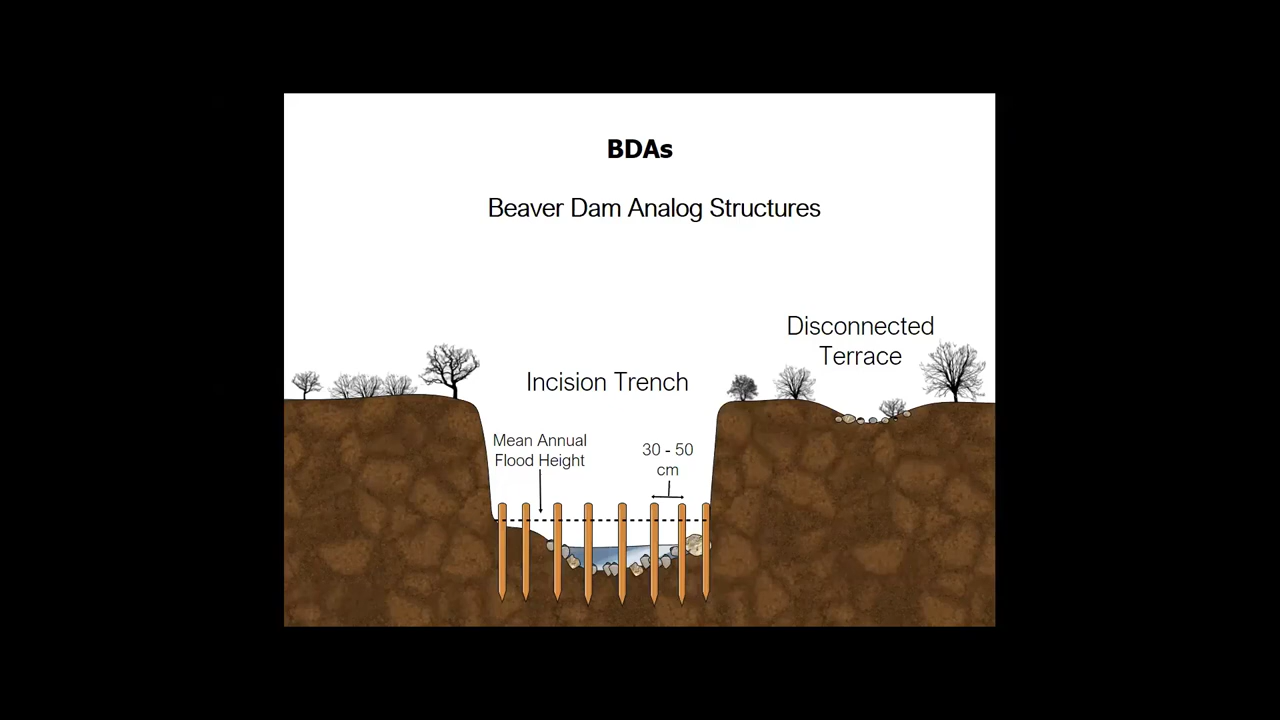 BDAs
Beaver Dam Analog Structures
Disconnected
Terrace
Incision Trench
Mean Annual
Flood Height
30 - 50
cm